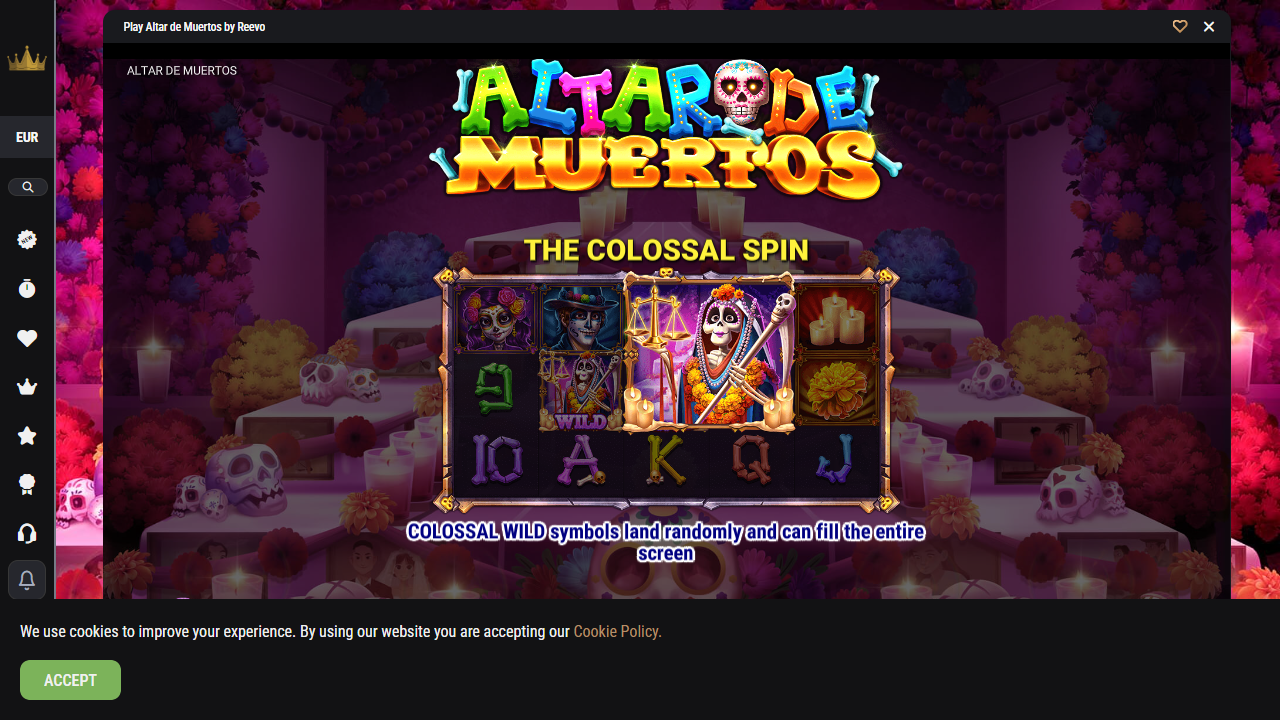 Play Altar de Muertos by Reevo
ALTAR DE MUERTOS
ALTAR DE
MUERTOS
EUR
NEW
THE COLOSSAL SPIN
9
WILD
10 A K Q J
COLOSSAL WILD symbols land randomly and can fill the entire
screen
We use cookies to improve your experience. By using our website you are accepting our Cookie Policy.
ACCEPT